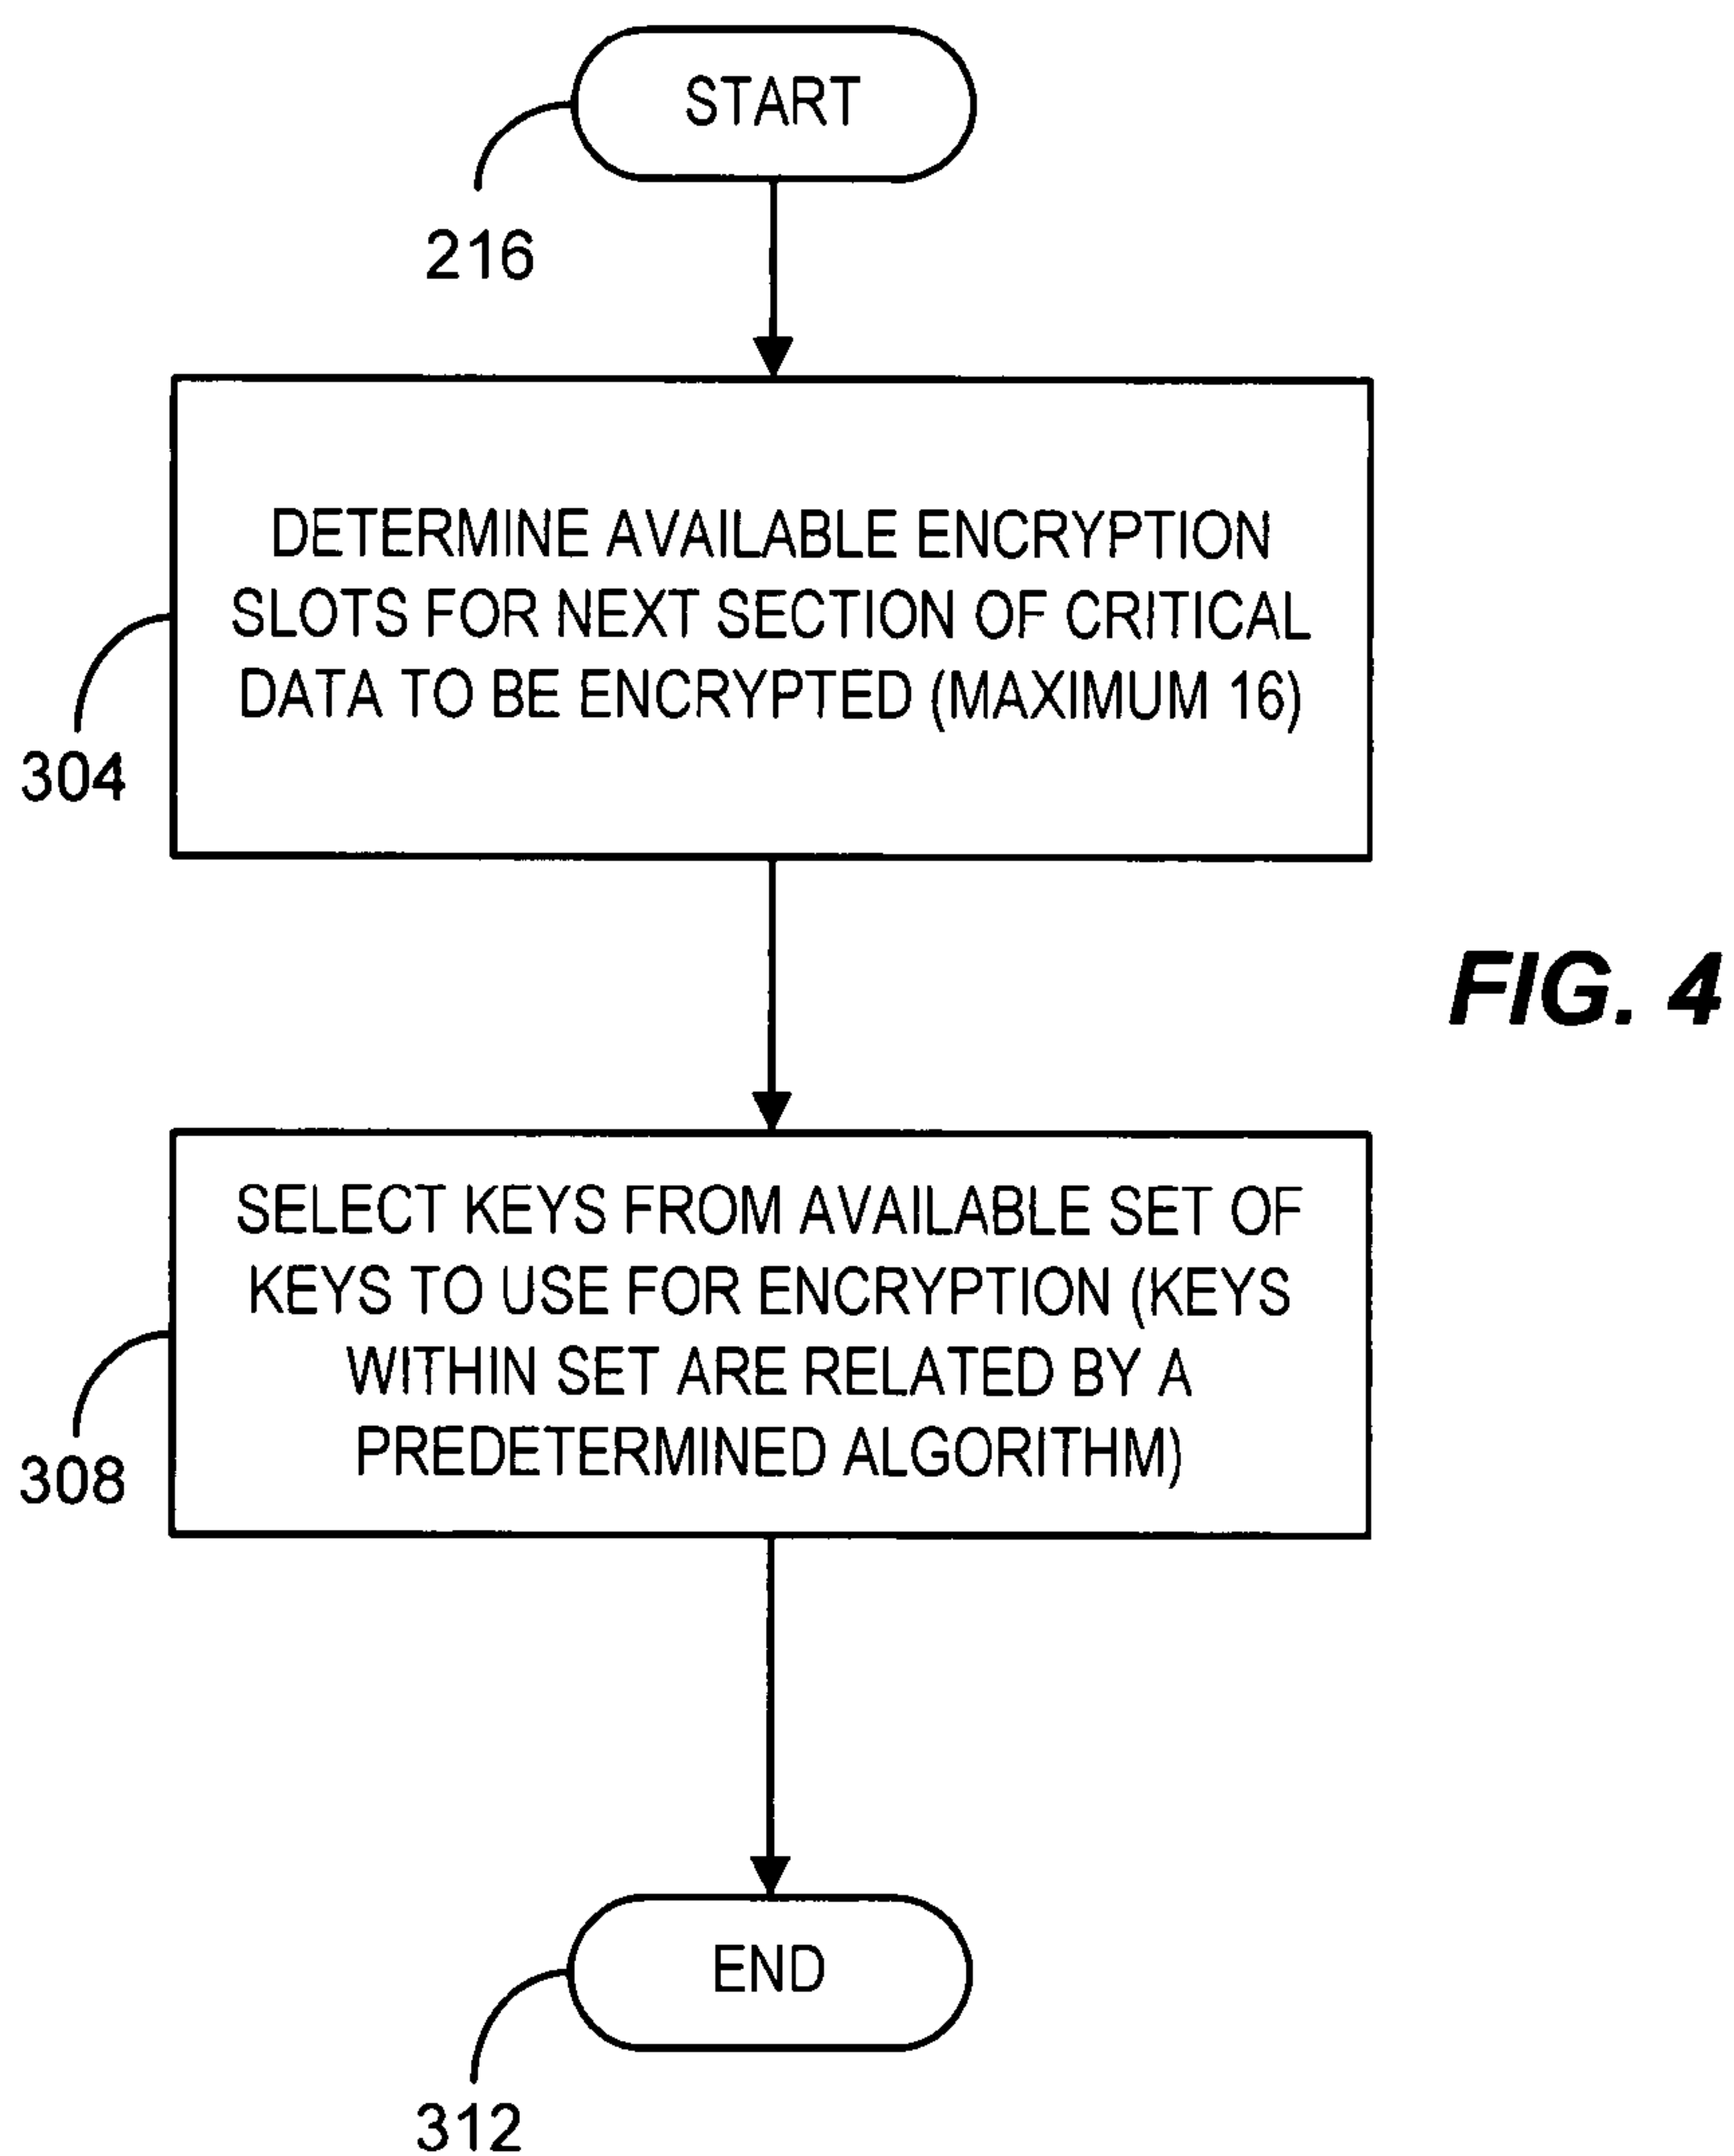 START
216
DETERMINE AVAILABLE ENCRYPTION
SLOTS FOR NEXT SECTION OF CRITICAL
DATA TO BE ENCRYPTED (MAXIMUM 16)
304
FIG. 4
SELECT KEYS FROM AVAILABLE SET OF
KEYS TO USE FOR ENCRYPTION (KEYS
WITHIN SET ARE RELATED BY A
PREDETERMINED ALGORITHM)
308
END
312